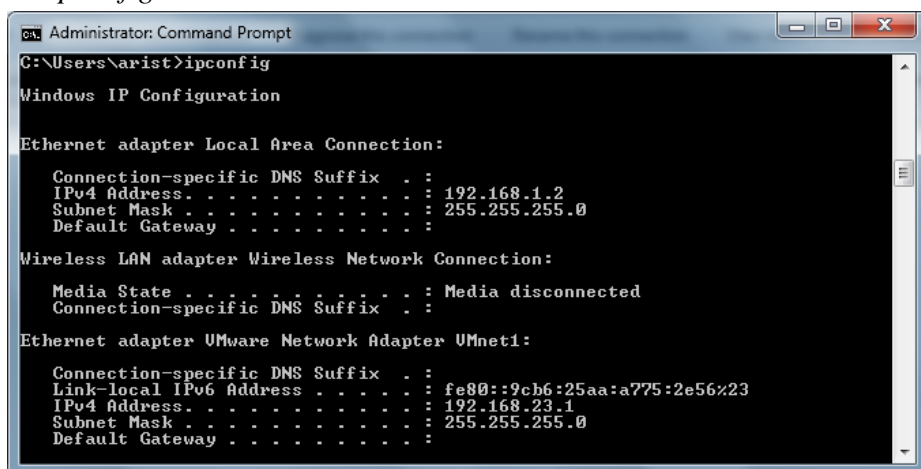 Administrator: Command Prompt
C:\Users\arist>ipconfig
Windows IP Configuration
Ethernet adapter Local Area Connection:
Connection-specific DNS Suffix  . :
IPv4 Address. . . . . . . . . . . : 192.168.1.2
Subnet Mask . . . . . . . . . . . : 255.255.255.0
Default Gateway . . . . . . . . . :
Wireless LAN adapter Wireless Network Connection:
Media State . . . . . . . . . . . : Media disconnected
Connection-specific DNS Suffix  . :
Ethernet adapter VMware Network Adapter VMnet1:
Connection-specific DNS Suffix  . :
Link-local IPv6 Address . . . . . : fe80::9cb6:25aa:a775:2e56%23
IPv4 Address. . . . . . . . . . . : 192.168.23.1
Subnet Mask . . . . . . . . . . . : 255.255.255.0
Default Gateway . . . . . . . . . :